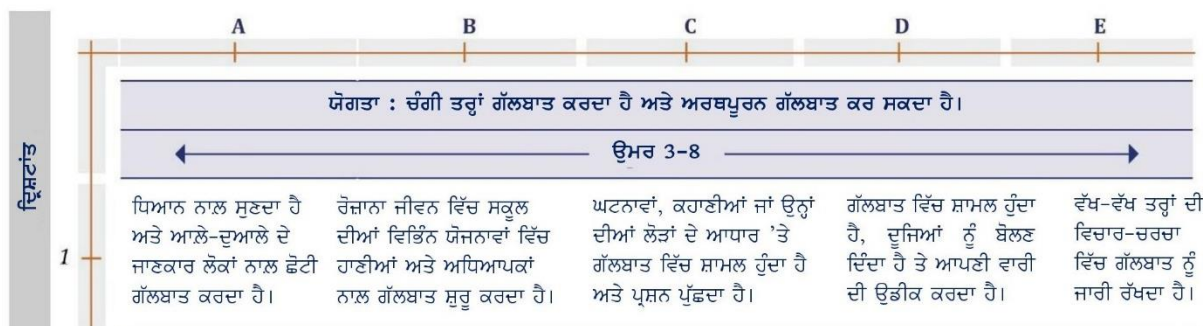 A B C D E
ਯੋਗਤਾ : ਚੰਗੀ ਤਰ੍ਹਾਂ ਗੱਲਬਾਤ ਕਰਦਾ ਹੈ ਅਤੇ ਅਰਥਪੂਰਨ ਗੱਲਬਾਤ ਕਰ ਸਕਦਾ ਹੈ।
ਉਮਰ 3-8
ਦ੍ਰਿਸ਼ਟਾਂਤ
1
ਧਿਆਨ ਨਾਲ਼ ਸੁਣਦਾ ਹੈ
ਅਤੇ ਆਲ਼ੇ-ਦੁਆਲੇ ਦੇ
ਜਾਣਕਾਰ ਲੋਕਾਂ ਨਾਲ਼ ਛੋਟੀ
ਗੱਲਬਾਤ ਕਰਦਾ ਹੈ।
ਰੋਜ਼ਾਨਾ ਜੀਵਨ ਵਿੱਚ ਸਕੂਲ
ਦੀਆਂ ਵਿਭਿੰਨ ਯੋਜਨਾਵਾਂ ਵਿੱਚ
ਹਾਣੀਆਂ ਅਤੇ ਅਧਿਆਪਕਾਂ
ਨਾਲ਼ ਗੱਲਬਾਤ ਸ਼ੁਰੂ ਕਰਦਾ ਹੈ।
ਘਟਨਾਵਾਂ, ਕਹਾਣੀਆਂ ਜਾਂ ਉਨ੍ਹਾਂ
ਦੀਆਂ ਲੋੜਾਂ ਦੇ ਆਧਾਰ ’ਤੇ
ਗੱਲਬਾਤ ਵਿੱਚ ਸ਼ਾਮਲ ਹੁੰਦਾ ਹੈ
ਅਤੇ ਪ੍ਰਸ਼ਨ ਪੁੱਛਦਾ ਹੈ।
ਗੱਲਬਾਤ ਵਿੱਚ ਸ਼ਾਮਲ ਹੁੰਦਾ
ਹੈ, ਦੂਜਿਆਂ ਨੂੰ ਬੋਲਣ
ਦਿੰਦਾ ਹੈ ਤੇ ਆਪਣੀ ਵਾਰੀ
ਦੀ ਉਡੀਕ ਕਰਦਾ ਹੈ।
ਵੱਖ-ਵੱਖ ਤਰ੍ਹਾਂ ਦੀ
ਵਿਚਾਰ-ਚਰਚਾ
ਵਿੱਚ ਗੱਲਬਾਤ ਨੂੰ
ਜਾਰੀ ਰੱਖਦਾ ਹੈ।